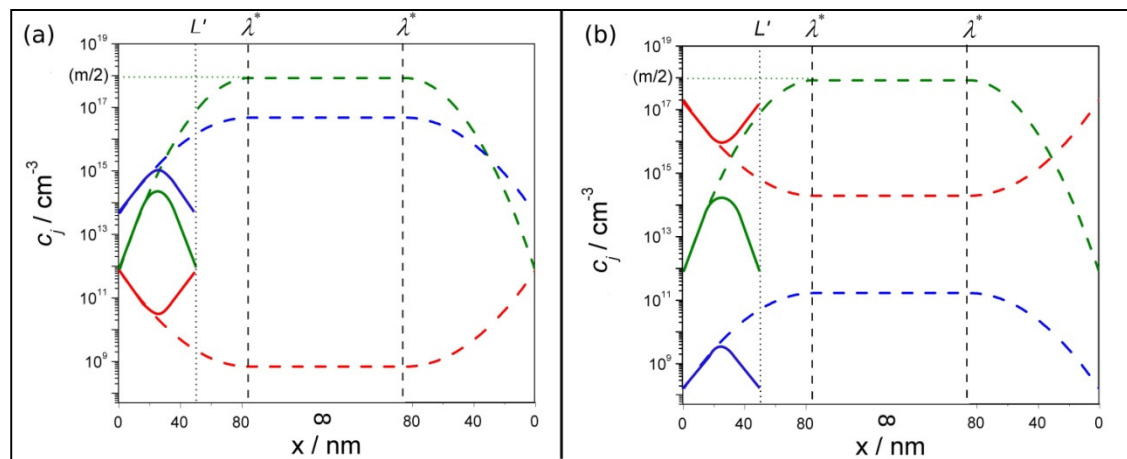 (a)
L' λ* λ*
10^19
(m/2)
10^17
10^15
10^13
10^11
10^9
c_j / cm^-3
0 40 80 ∞ 80 40 0
x / nm
(b)
L' λ* λ*
10^19
(m/2)
10^17
10^15
10^13
10^11
10^9
c_j / cm^-3
0 40 80 ∞ 80 40 0
x / nm